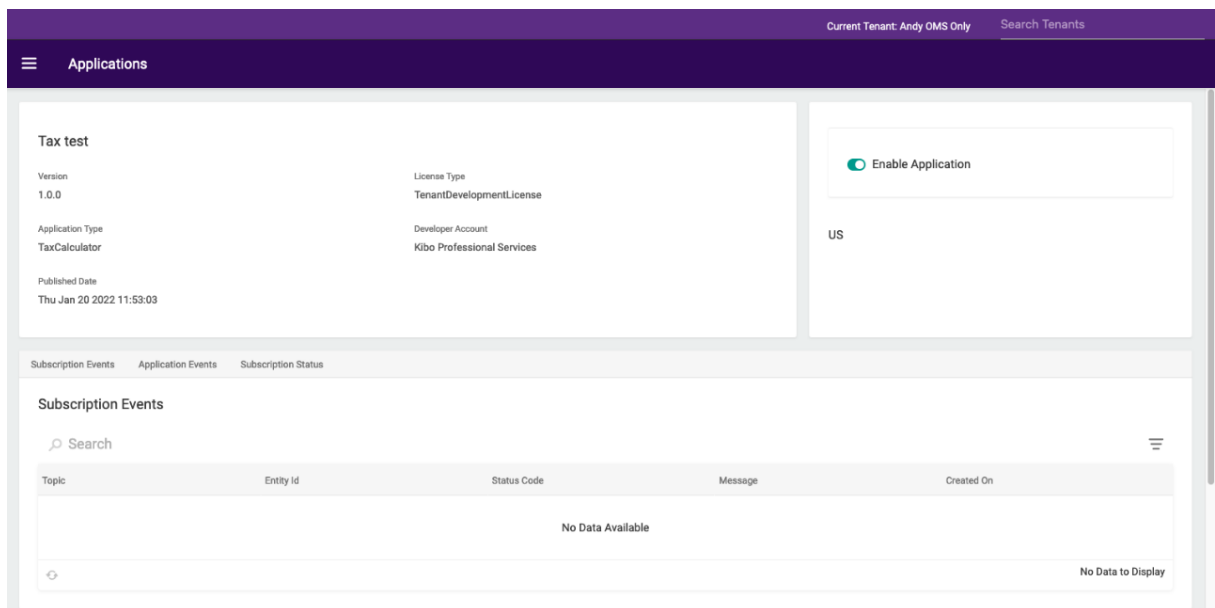 Current Tenant: Andy OMS Only Search Tenants
Applications
Tax test
Version License Type
1.0.0 TenantDevelopmentLicense
Application Type Developer Account
TaxCalculator Kibo Professional Services
Published Date
Thu Jan 20 2022 11:53:03
Enable Application
US
Subscription Events Application Events Subscription Status
Subscription Events
Search
Topic Entity Id Status Code Message Created On
No Data Available
No Data to Display